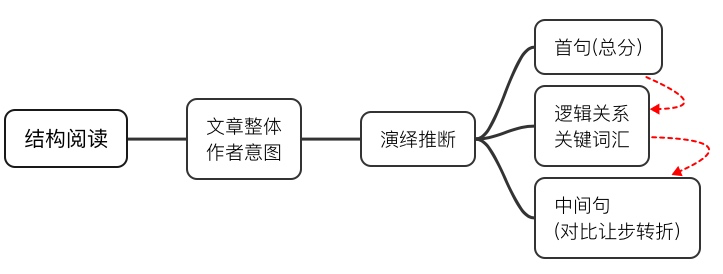 结构阅读
文章整体
作者意图
演绎推断
首句(总分)
逻辑关系
关键词汇
中间句
(对比让步转折)